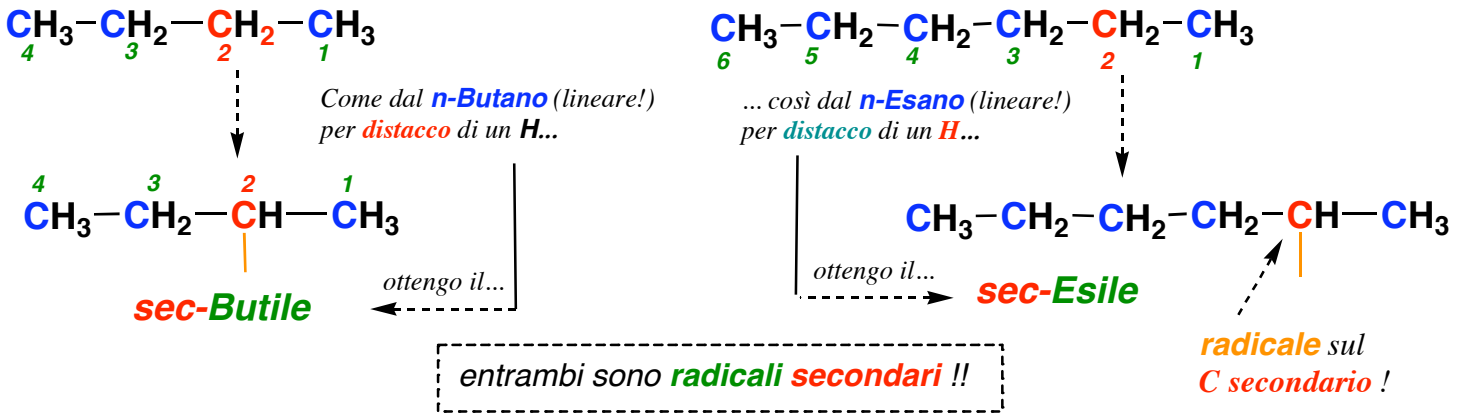 CH₃—CH₂—CH₂—CH₃
4 3 2 1
CH₃—CH₂—CH₂—CH₂—CH₂—CH₃
6 5 4 3 2 1
Come dal n-Butano (lineare!)
per distacco di un H...
... così dal n-Esano (lineare!)
per distacco di un H...
4 3 2 1
CH₃—CH₂—CH—CH₃
CH₃—CH₂—CH₂—CH₂—CH—CH₃
ottengo il...
sec-Butile
ottengo il...
sec-Esile
radicale sul
C secondario !
entrambi sono radicali secondari !!